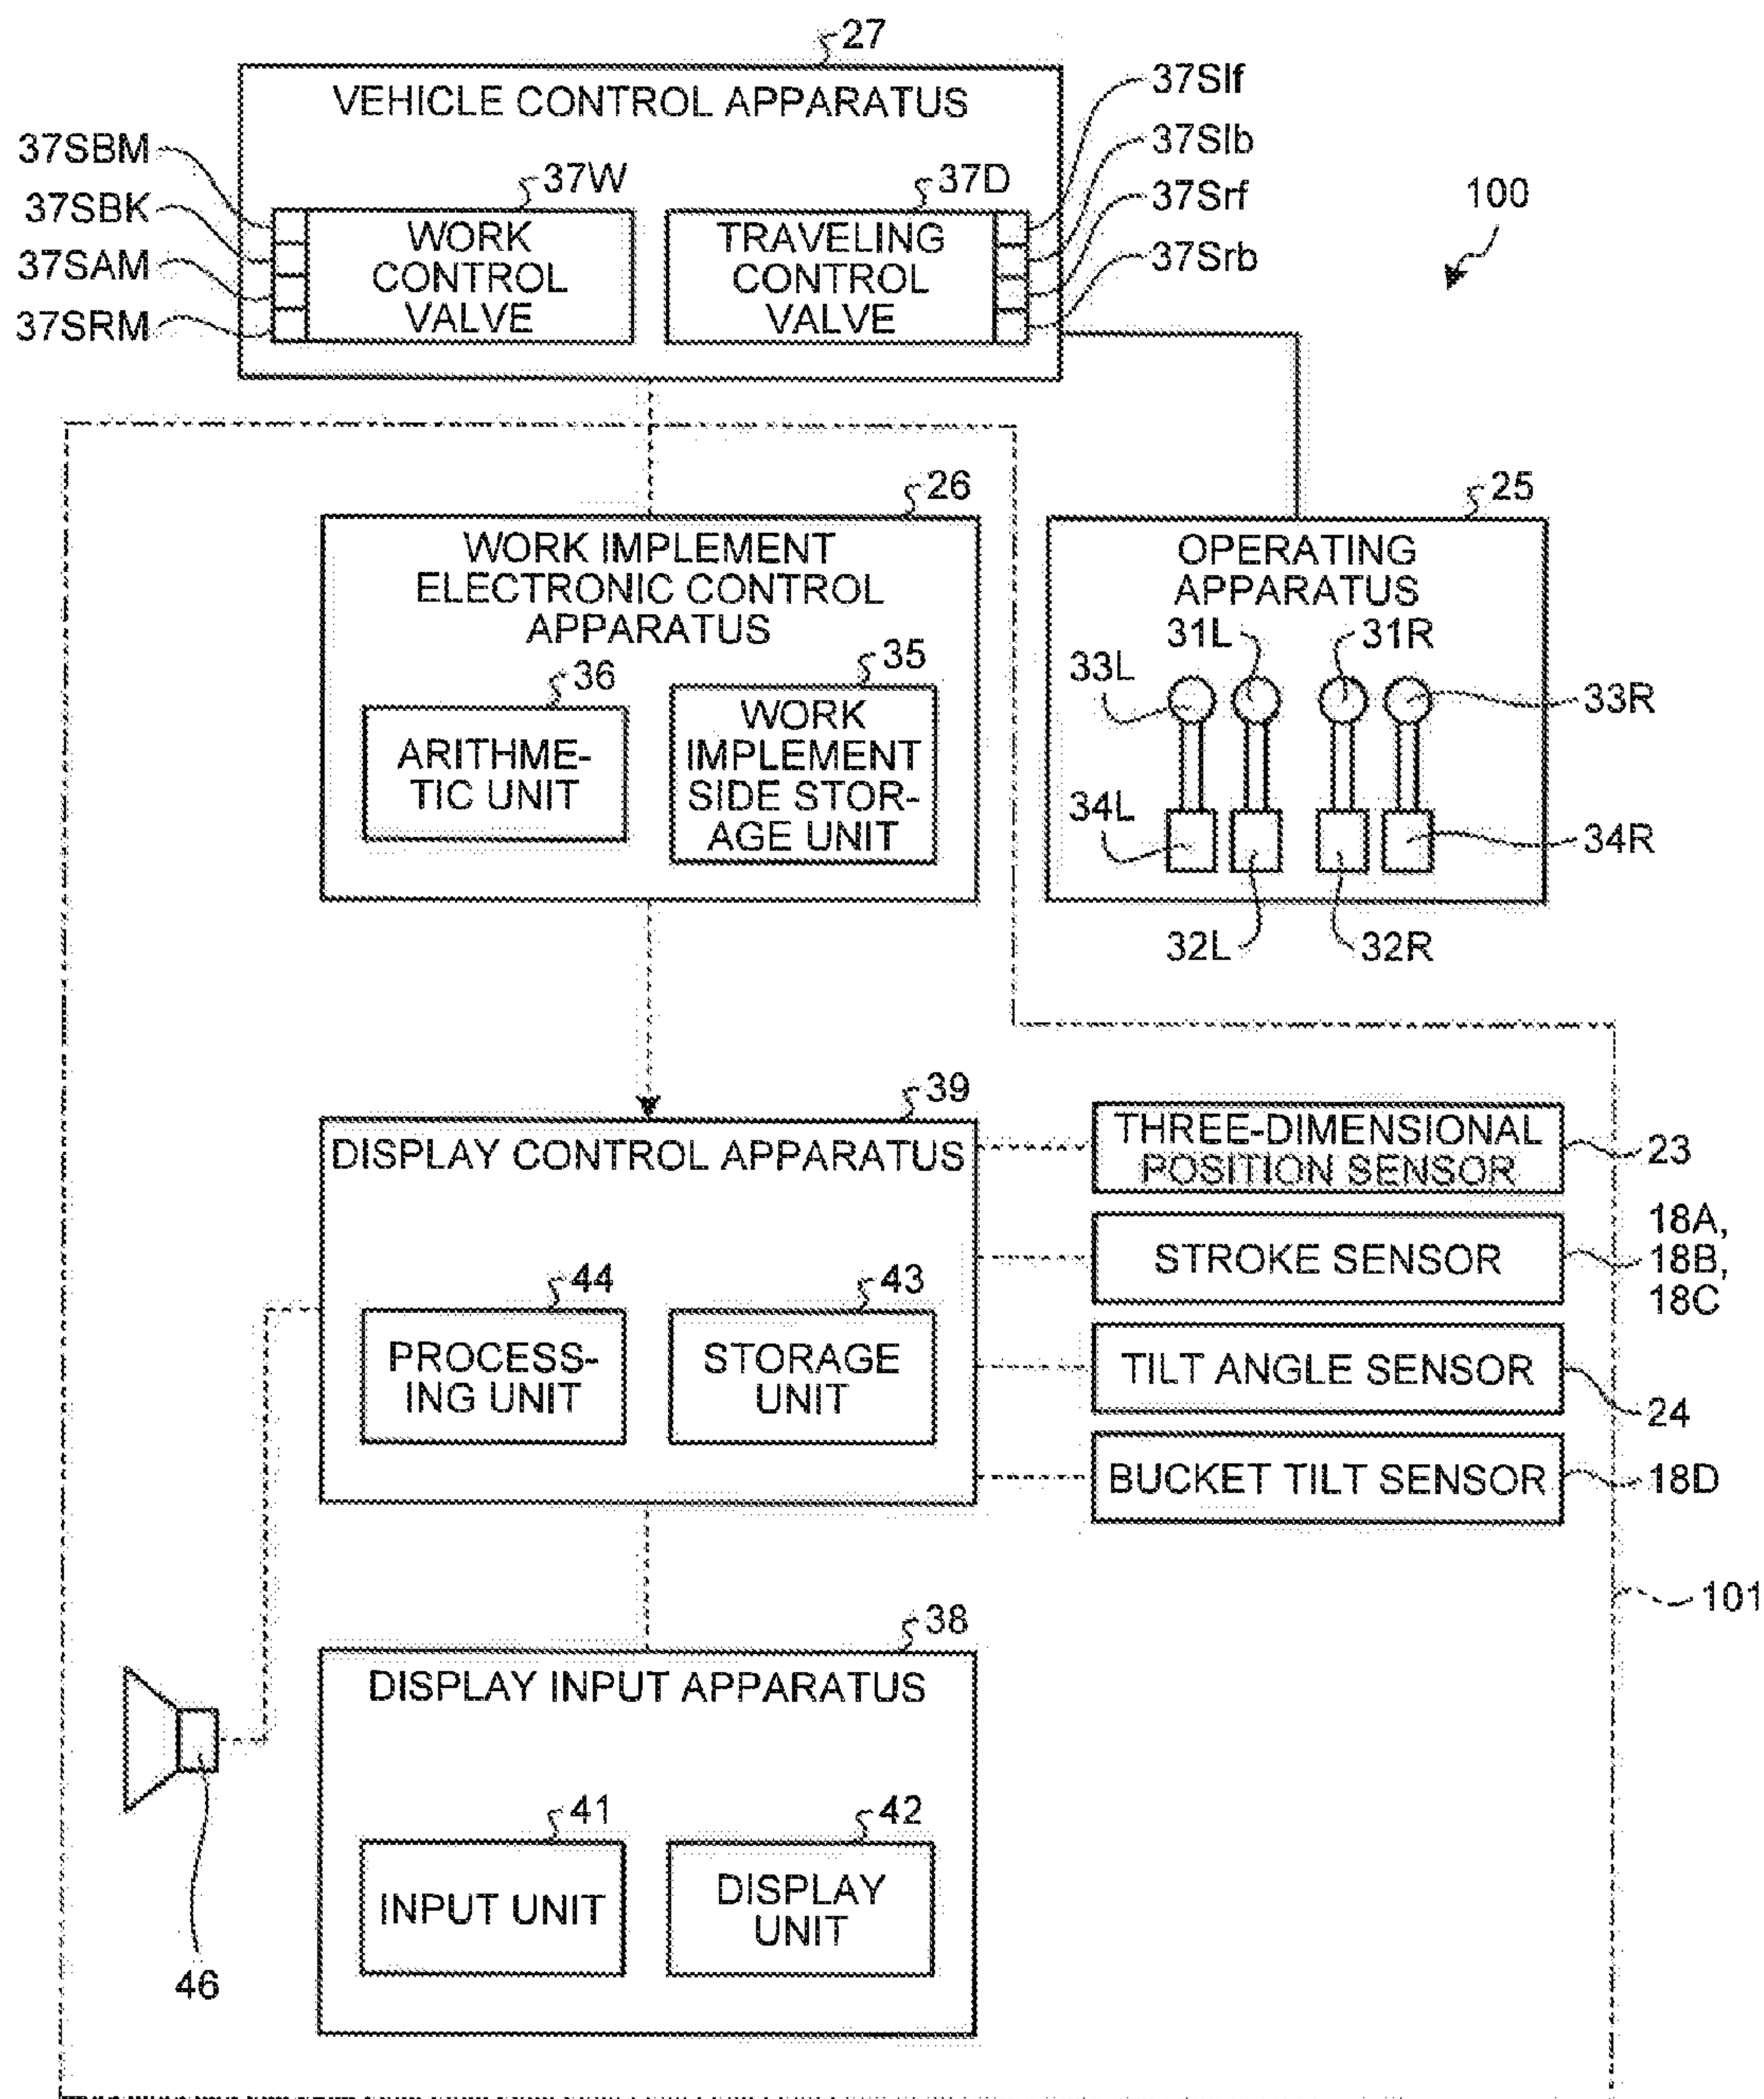 27
VEHICLE CONTROL APPARATUS
37SBM
37SBK
37SAM
37SRM
37W
WORK
CONTROL
VALVE
37D
TRAVELING
CONTROL
VALVE
37Slf
37Slb
37Srf
37Srb
100
26
WORK IMPLEMENT
ELECTRONIC CONTROL
APPARATUS
36
ARITHME-
TIC UNIT
35
WORK
IMPLEMENT
SIDE STOR-
AGE UNIT
25
OPERATING
APPARATUS
31L
31R
33L
33R
34L
34R
32L
32R
39
DISPLAY CONTROL APPARATUS
44
PROCESS-
ING UNIT
43
STORAGE
UNIT
THREE-DIMENSIONAL
POSITION SENSOR
23
STROKE SENSOR
18A,
18B,
18C
TILT ANGLE SENSOR
24
BUCKET TILT SENSOR
18D
101
38
DISPLAY INPUT APPARATUS
41
INPUT UNIT
42
DISPLAY
UNIT
46